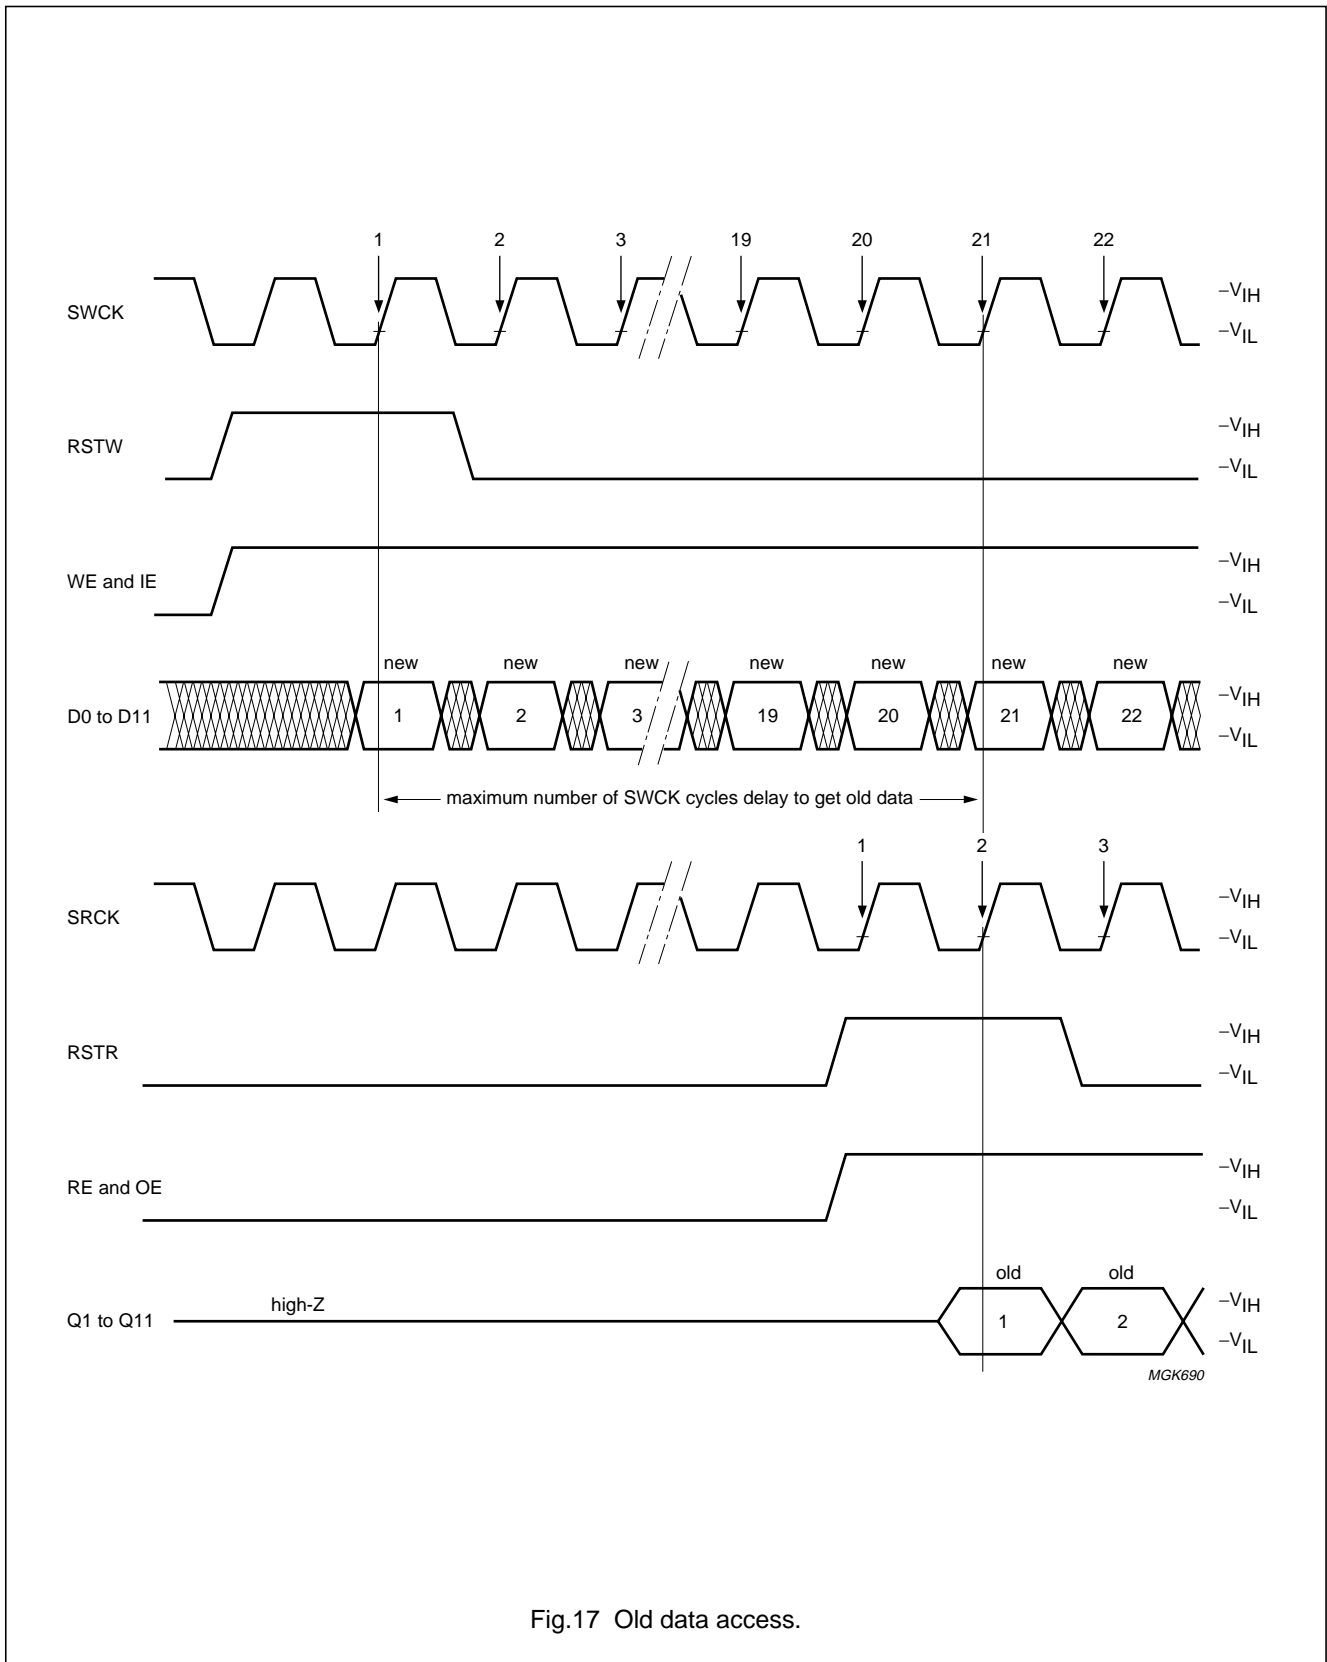 1 2 3 19 20 21 22
SWCK
–VIH
–VIL
RSTW
–VIH
–VIL
WE and IE
–VIH
–VIL
new new new new new new new
D0 to D11
1 2 3 19 20 21 22
–VIH
–VIL
maximum number of SWCK cycles delay to get old data
1 2 3
SRCK
–VIH
–VIL
RSTR
–VIH
–VIL
RE and OE
–VIH
–VIL
old old
Q1 to Q11
high-Z
1 2
–VIH
–VIL
MGK690
Fig.17 Old data access.